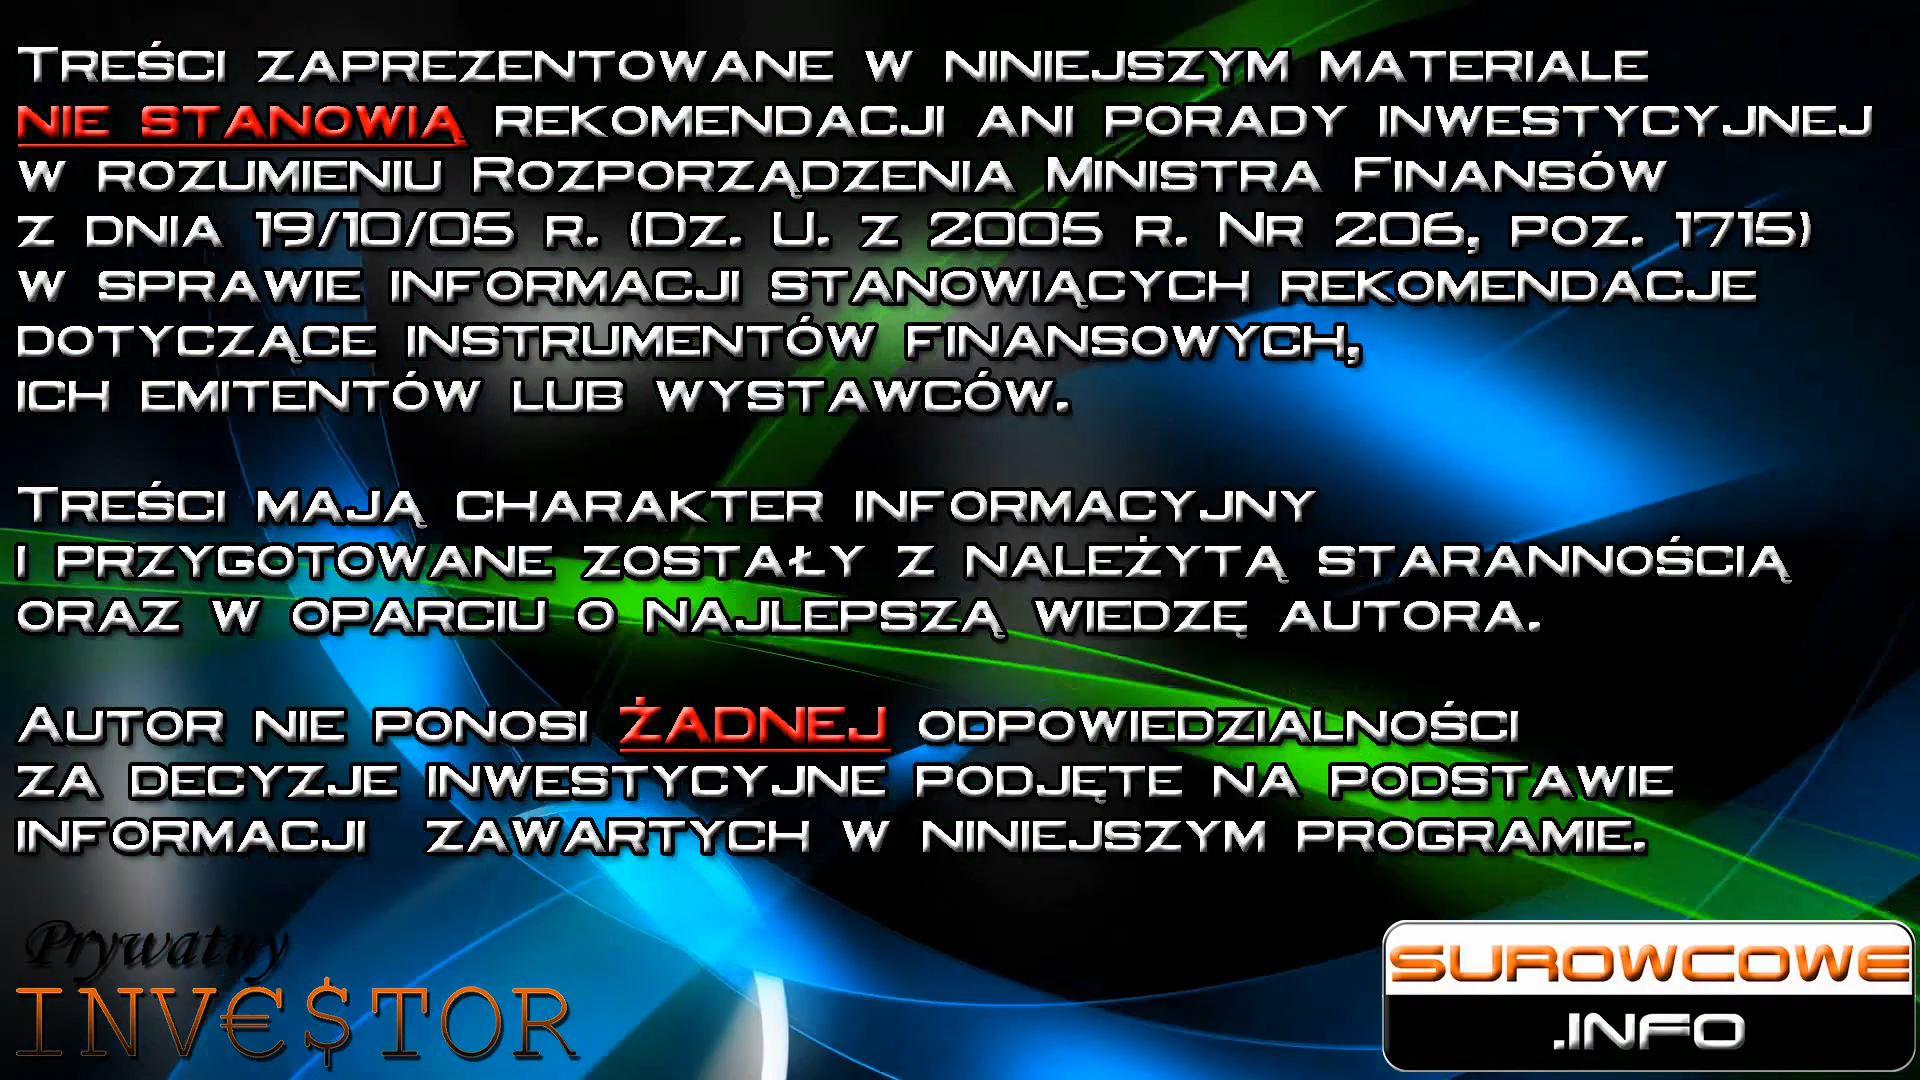 Treści zaprezentowane w niniejszym materiale
nie stanowią rekomendacji ani porady inwestycyjnej
w rozumieniu Rozporządzenia Ministra Finansów
z dnia 19/10/05 r. (Dz. U. z 2005 r. Nr 206, poz. 1715)
w sprawie informacji stanowiących rekomendacje
dotyczące instrumentów finansowych,
ich emitentów lub wystawców.
Treści mają charakter informacyjny
i przygotowane zostały z należytą starannością
oraz w oparciu o najlepszą wiedzę autora.
Autor nie ponosi ŻADNEJ odpowiedzialności
za decyzje inwestycyjne podjęte na podstawie
informacji zawartych w niniejszym programie.
Prywatny
INV€$TOR
SUROWCOWE
.INFO